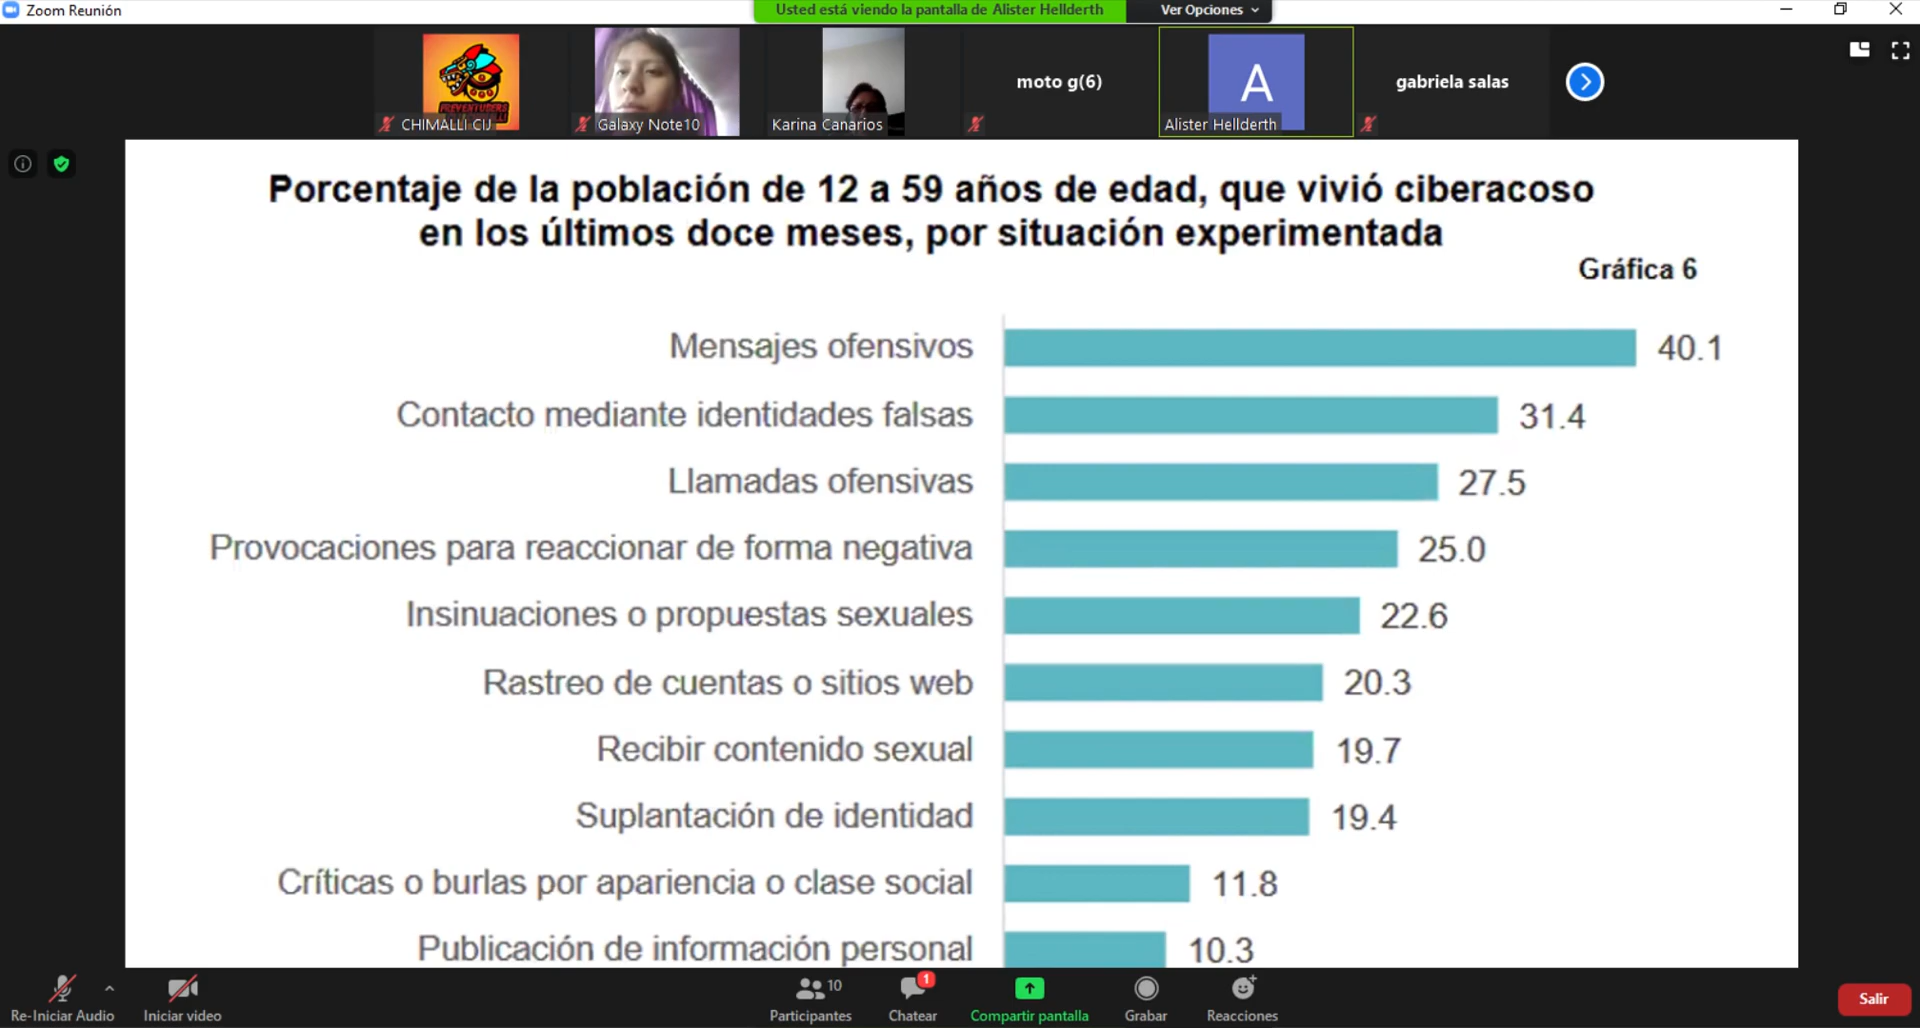 Zoom Reunión
Usted está viendo la pantalla de Alister Hellderth
Ver Opciones
CHIMALLI CIJ
Galaxy Note10
Karina Canarios
moto g(6)
A
Alister Hellderth
gabriela salas
Porcentaje de la población de 12 a 59 años de edad, que vivió ciberacoso
en los últimos doce meses, por situación experimentada
Gráfica 6
Mensajes ofensivos 40.1
Contacto mediante identidades falsas 31.4
Llamadas ofensivas 27.5
Provocaciones para reaccionar de forma negativa 25.0
Insinuaciones o propuestas sexuales 22.6
Rastreo de cuentas o sitios web 20.3
Recibir contenido sexual 19.7
Suplantación de identidad 19.4
Críticas o burlas por apariencia o clase social 11.8
Publicación de información personal 10.3
Re-Iniciar Audio
Iniciar video
10
Participantes
1
Chatear
Compartir pantalla
Grabar
Reacciones
Salir